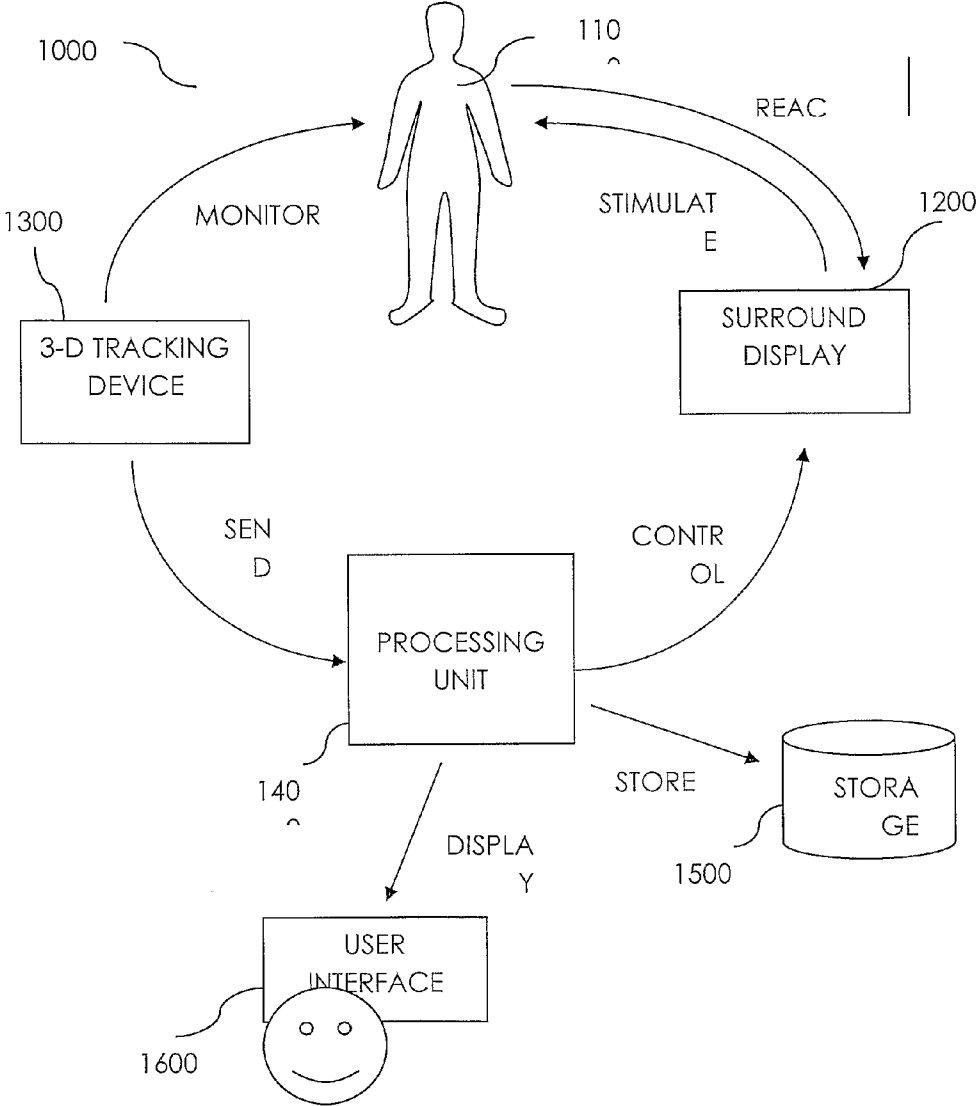 1000
110
REAC
MONITOR
STIMULAT
E
1300
1200
3-D TRACKING
DEVICE
SURROUND
DISPLAY
SEN
D
CONTR
OL
PROCESSING
UNIT
140
STORE
STORA
GE
1500
DISPLA
Y
USER
INTERFACE
1600